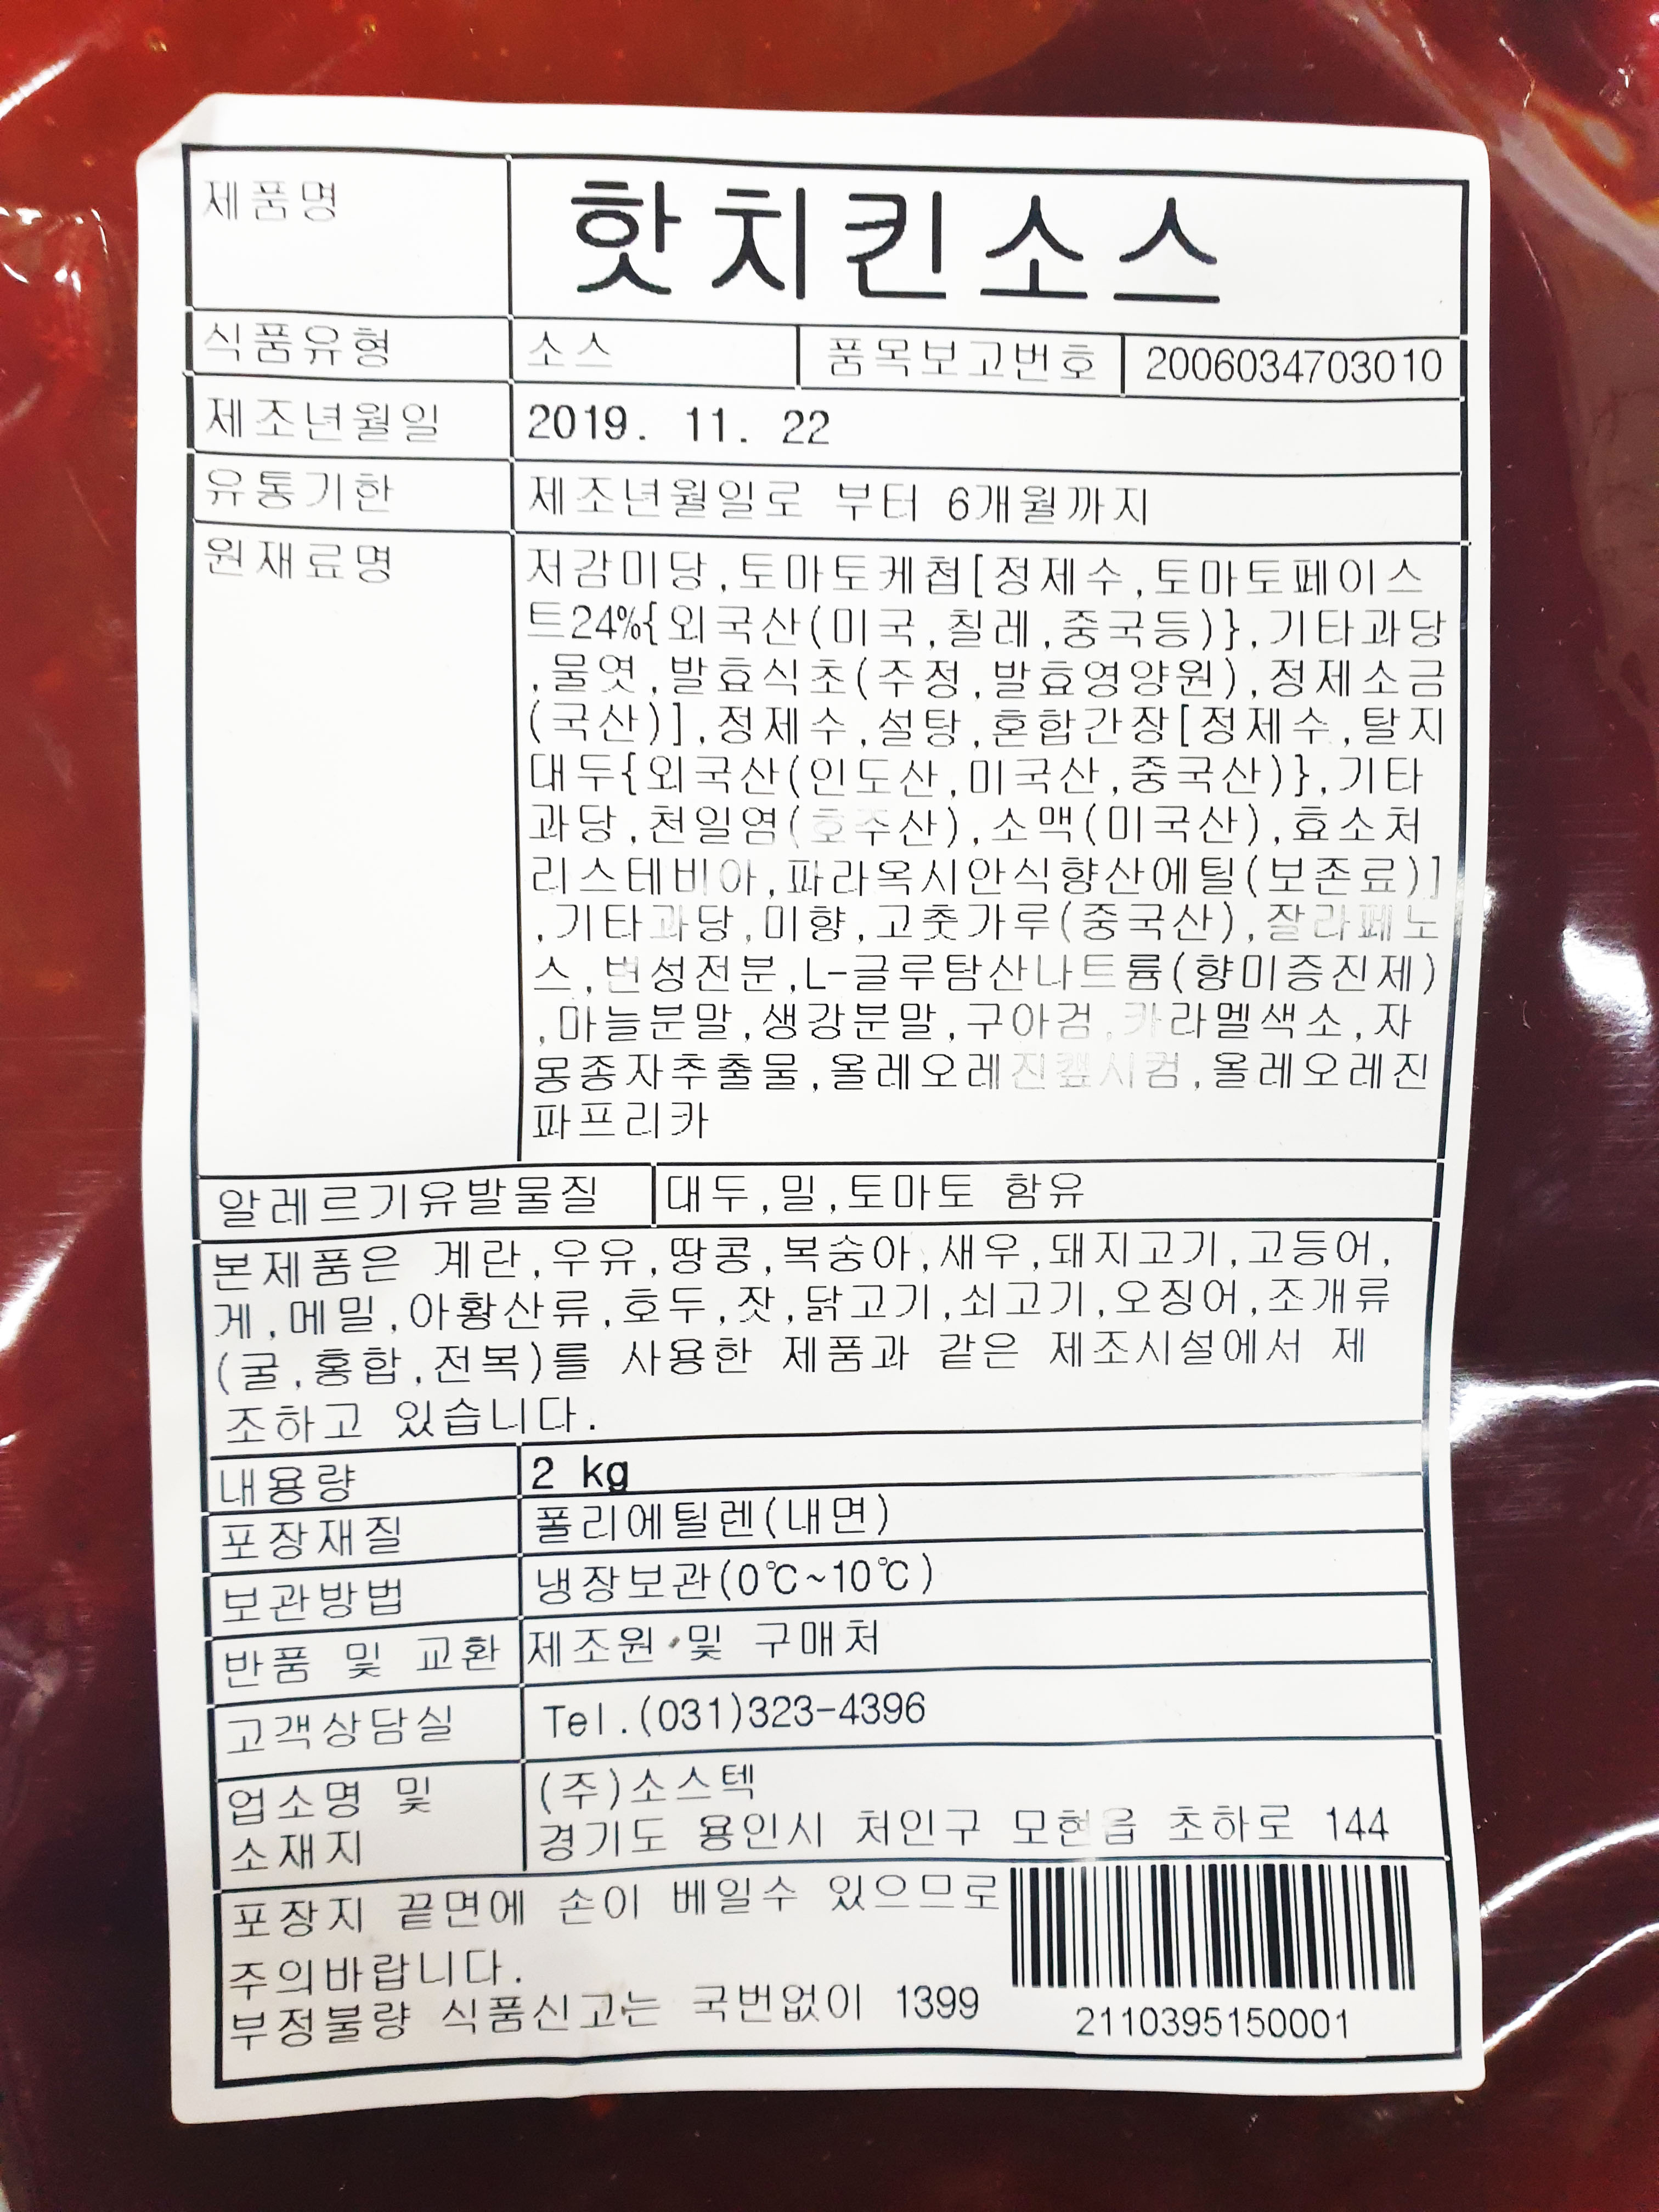 제품명 핫치킨소스
식품유형 소스 품목보고번호 2006034703010
제조년월일 2019. 11. 22
유통기한 제조년월일로 부터 6개월까지
원재료명 저감미당,토마토케첩[정제수,토마토페이스
트24%{외국산(미국,칠레,중국등)},기타과당
,물엿,발효식초(주정,발효영양원),정제소금
(국산)],정제수,설탕,혼합간장[정제수,탈지
대두{외국산(인도산,미국산,중국산)},기타
과당,천일염(호주산),소맥(미국산),효소처
리스테비아,파라옥시안식향산에틸(보존료)]
,기타과당,미향,고춧가루(중국산),잘라페노
스,변성전분,L-글루탐산나트륨(향미증진제)
,마늘분말,생강분말,구아검,카라멜색소,자
몽종자추출물,올레오레진캡시컴,올레오레진
파프리카
알레르기유발물질 대두,밀,토마토 함유
본제품은 계란,우유,땅콩,복숭아,새우,돼지고기,고등어,
게,메밀,아황산류,호두,잣,닭고기,쇠고기,오징어,조개류
(굴,홍합,전복)를 사용한 제품과 같은 제조시설에서 제
조하고 있습니다.
내용량 2 kg
포장재질 폴리에틸렌(내면)
보관방법 냉장보관(0℃~10℃)
반품 및 교환 제조원 및 구매처
고객상담실 Tel.(031)323-4396
업소명 및 (주)소스텍
소재지 경기도 용인시 처인구 모현읍 초하로 144
포장지 끝면에 손이 베일수 있으므로
주의바랍니다.
부정불량 식품신고는 국번없이 1399
2110395150001